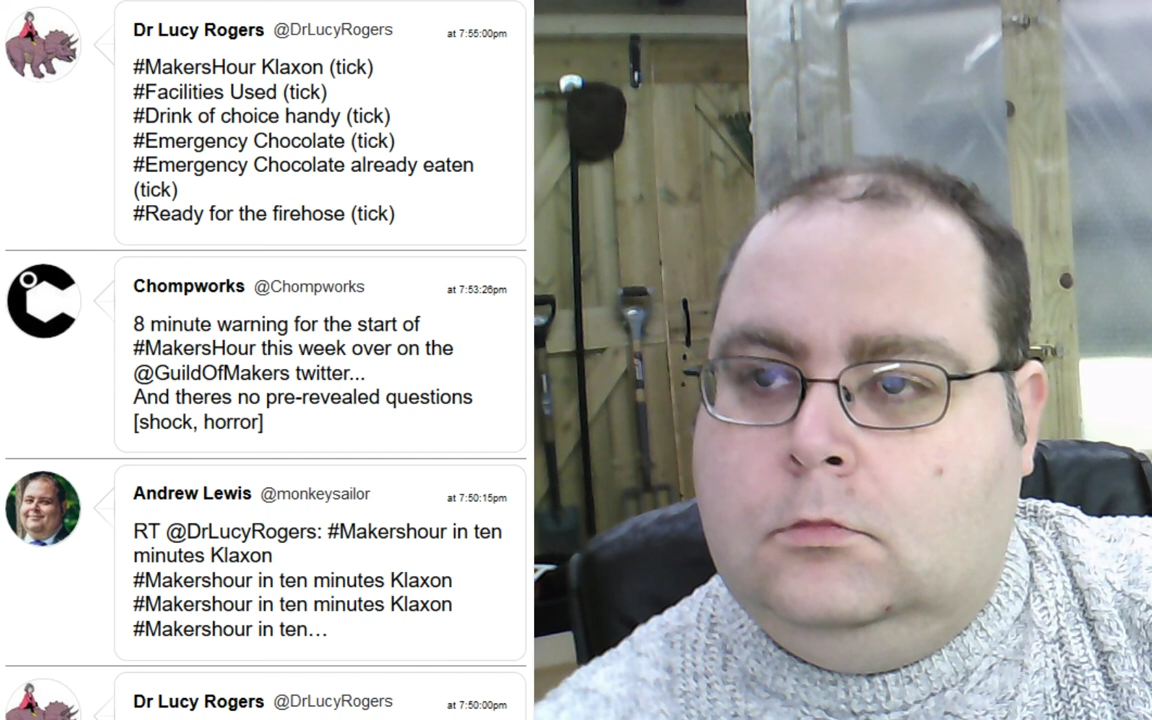 Dr Lucy Rogers @DrLucyRogers at 7:55:00pm
#MakersHour Klaxon (tick)
#Facilities Used (tick)
#Drink of choice handy (tick)
#Emergency Chocolate (tick)
#Emergency Chocolate already eaten
(tick)
#Ready for the firehose (tick)
Chompworks @Chompworks at 7:53:26pm
8 minute warning for the start of
#MakersHour this week over on the
@GuildOfMakers twitter...
And theres no pre-revealed questions
[shock, horror]
Andrew Lewis @monkeysailor at 7:50:15pm
RT @DrLucyRogers: #Makershour in ten
minutes Klaxon
#Makershour in ten minutes Klaxon
#Makershour in ten minutes Klaxon
#Makershour in ten…
Dr Lucy Rogers @DrLucyRogers at 7:50:00pm